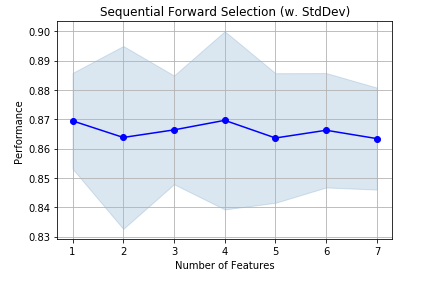 Sequential Forward Selection (w. StdDev)
0.90
0.89
0.88
0.87
0.86
0.85
0.84
0.83
Performance
1 2 3 4 5 6 7
Number of Features